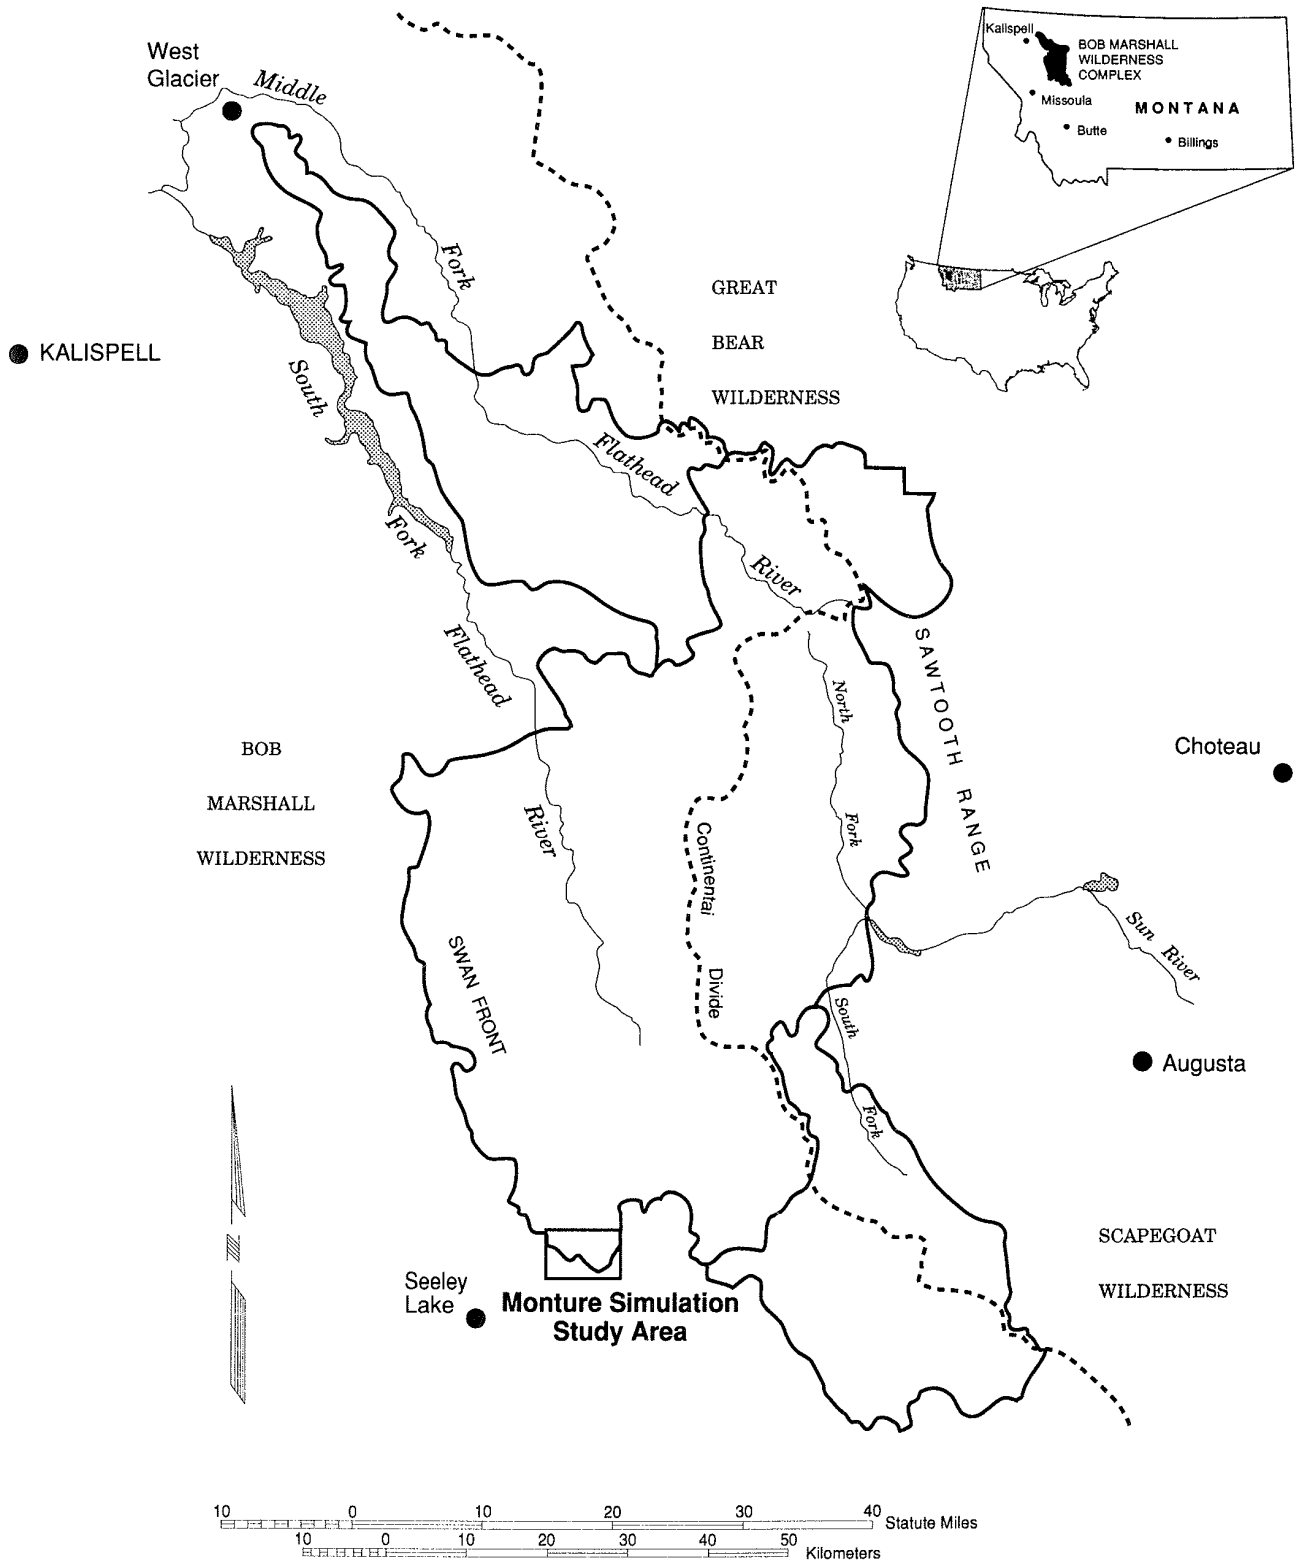 West
Glacier
Middle
Fork
Flathead
River
KALISPELL
South
Fork
Flathead
River
GREAT
BEAR
WILDERNESS
Kalispell
BOB MARSHALL
WILDERNESS
COMPLEX
Missoula
MONTANA
Butte
Billings
SAWTOOTH RANGE
North
Fork
Choteau
BOB
MARSHALL
WILDERNESS
Continental
Divide
SWAN FRONT
Sun River
South
Fork
Augusta
N
SCAPEGOAT
WILDERNESS
Seeley
Lake
Monture Simulation
Study Area
10 0 10 20 30 40 Statute Miles
10 0 10 20 30 40 50 Kilometers